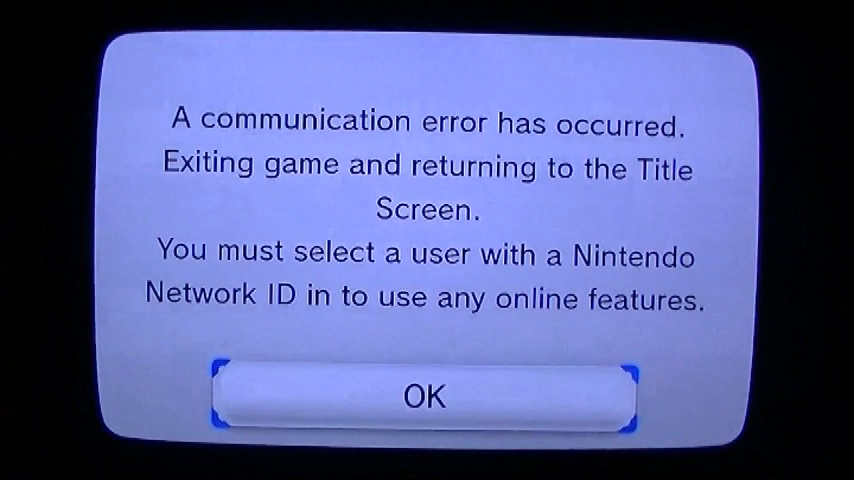 A communication error has occurred.
Exiting game and returning to the Title
Screen.
You must select a user with a Nintendo
Network ID in to use any online features.
OK